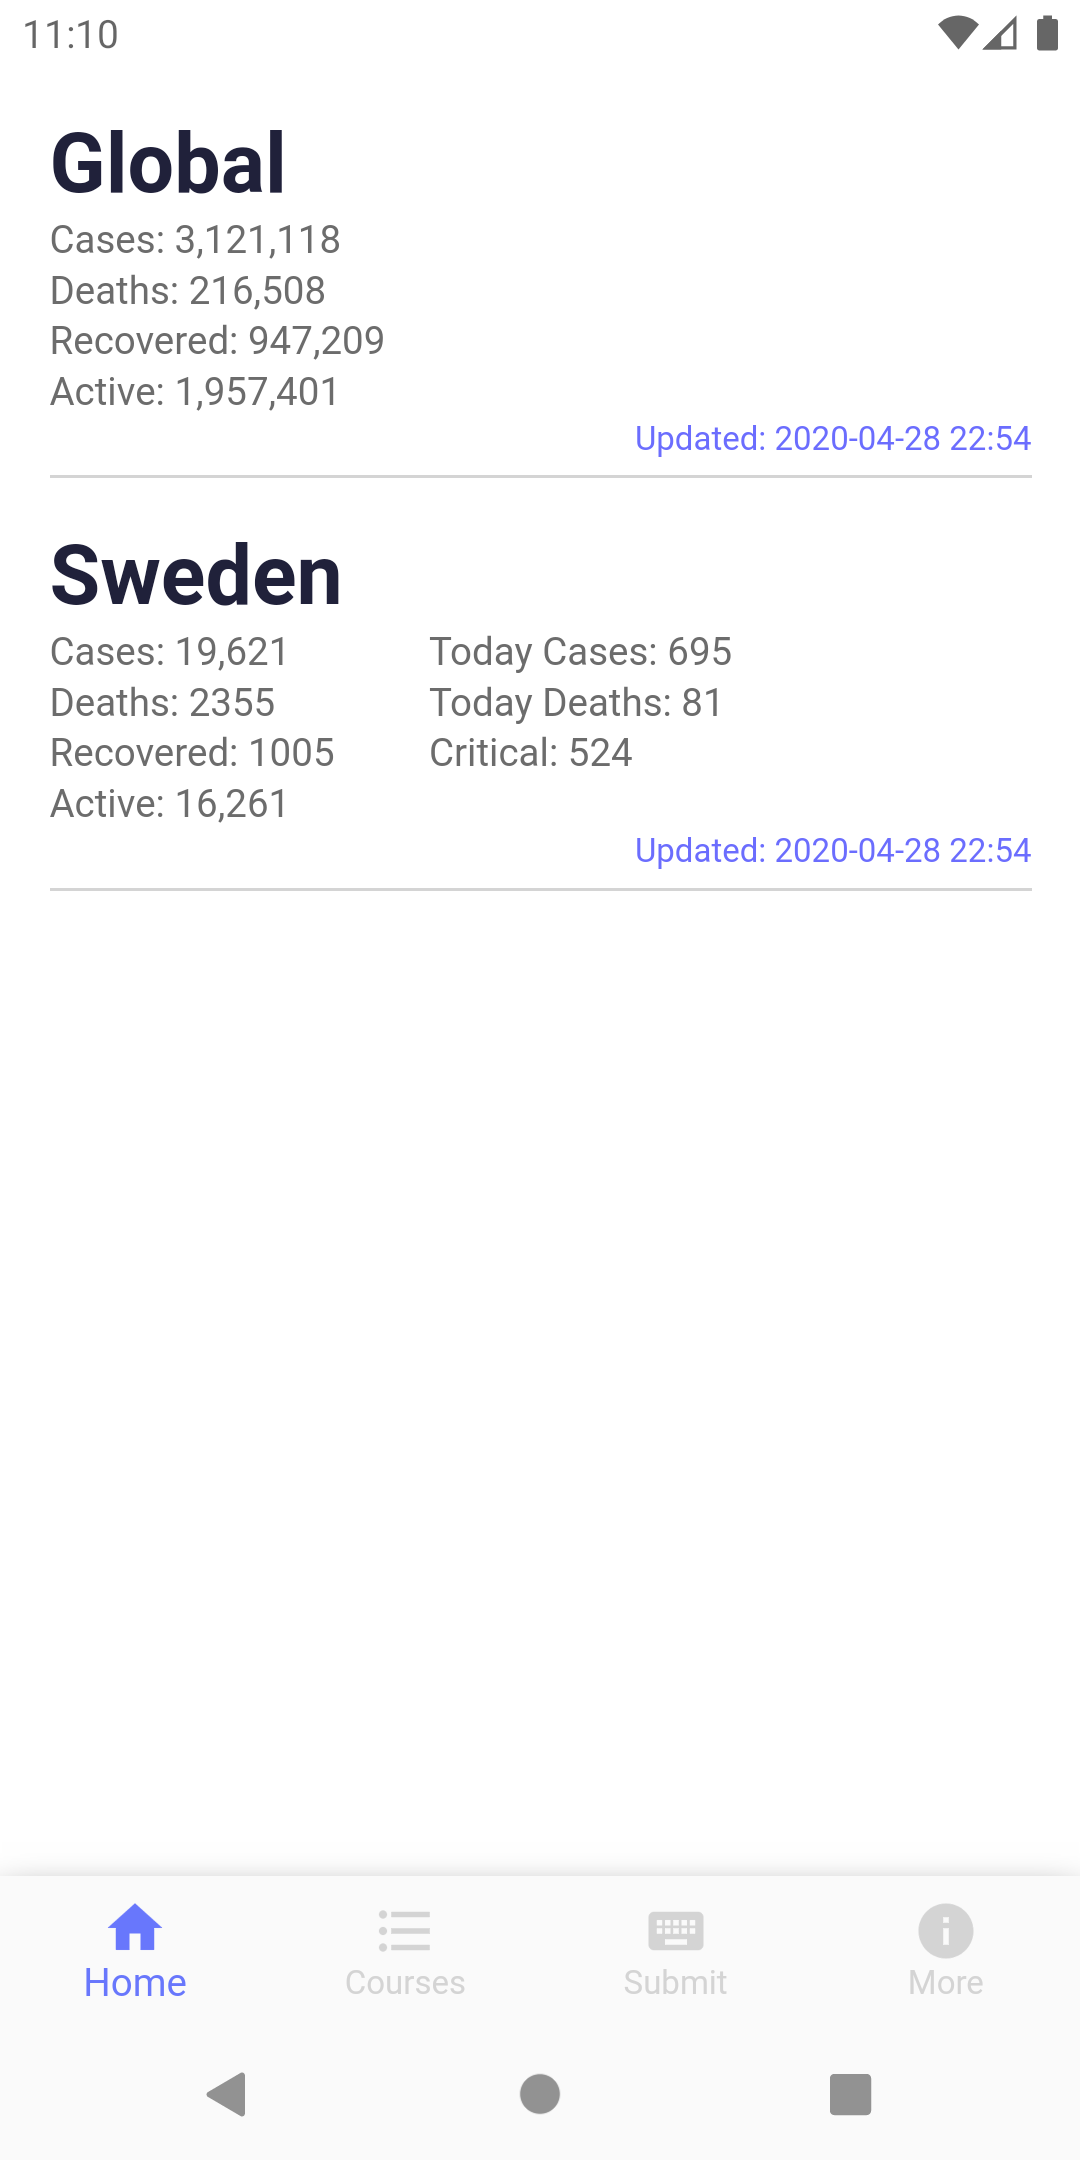 11:10
Global
Cases: 3,121,118
Deaths: 216,508
Recovered: 947,209
Active: 1,957,401
Updated: 2020-04-28 22:54
Sweden
Cases: 19,621 Today Cases: 695
Deaths: 2355 Today Deaths: 81
Recovered: 1005 Critical: 524
Active: 16,261
Updated: 2020-04-28 22:54
Home Courses Submit More